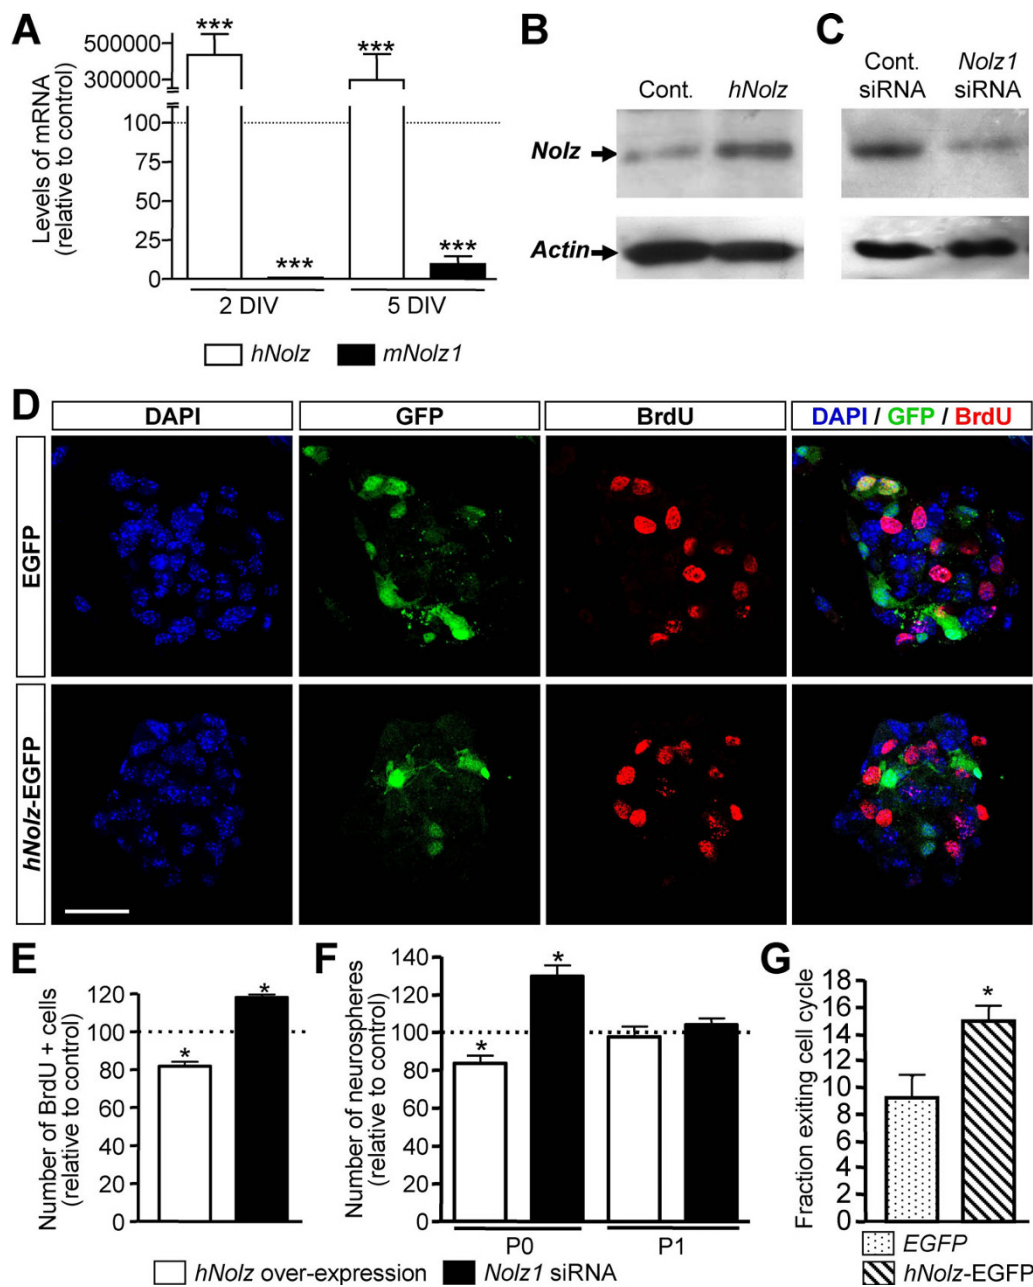 A
Levels of mRNA
(relative to control)
500000
300000
100
75
50
25
0
***
***
***
***
2 DIV
5 DIV
hNolz
mNolz1
B
Cont.
hNolz
Nolz
Actin
C
Cont.
siRNA
Nolz1
siRNA
D
DAPI
GFP
BrdU
DAPI / GFP / BrdU
EGFP
hNolz-EGFP
E
Number of BrdU + cells
(relative to control)
120
100
80
60
40
20
0
*
*
F
Number of neurospheres
(relative to control)
140
120
100
80
60
40
20
0
*
*
P0
P1
hNolz over-expression
Nolz1 siRNA
G
Fraction exiting cell cycle
18
16
14
12
10
8
6
4
2
0
*
EGFP
hNolz-EGFP